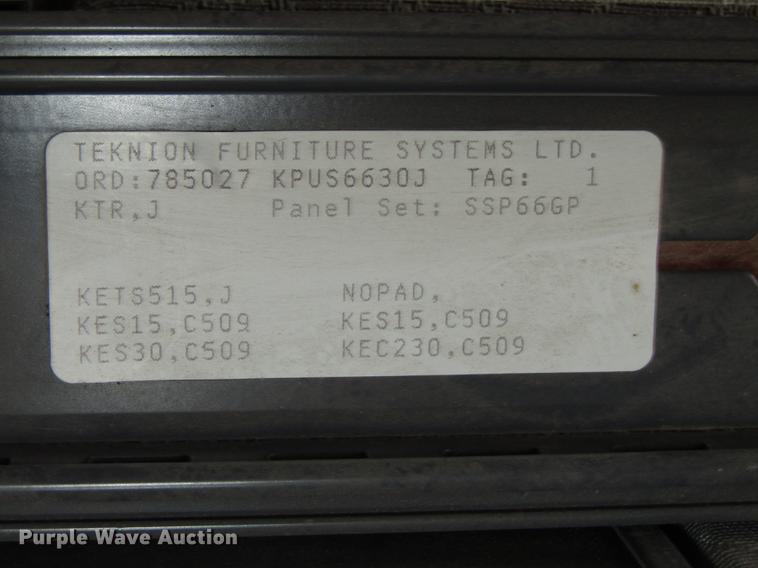 TEKNION FURNITURE SYSTEMS LTD.
ORD:785027 KPUS6630J TAG: 1
KTR,J Panel Set: SSP66GP
KETS515,J NOPAD,
KES15,C509 KES15,C509
KES30,C509 KEC230,C509
Purple Wave Auction